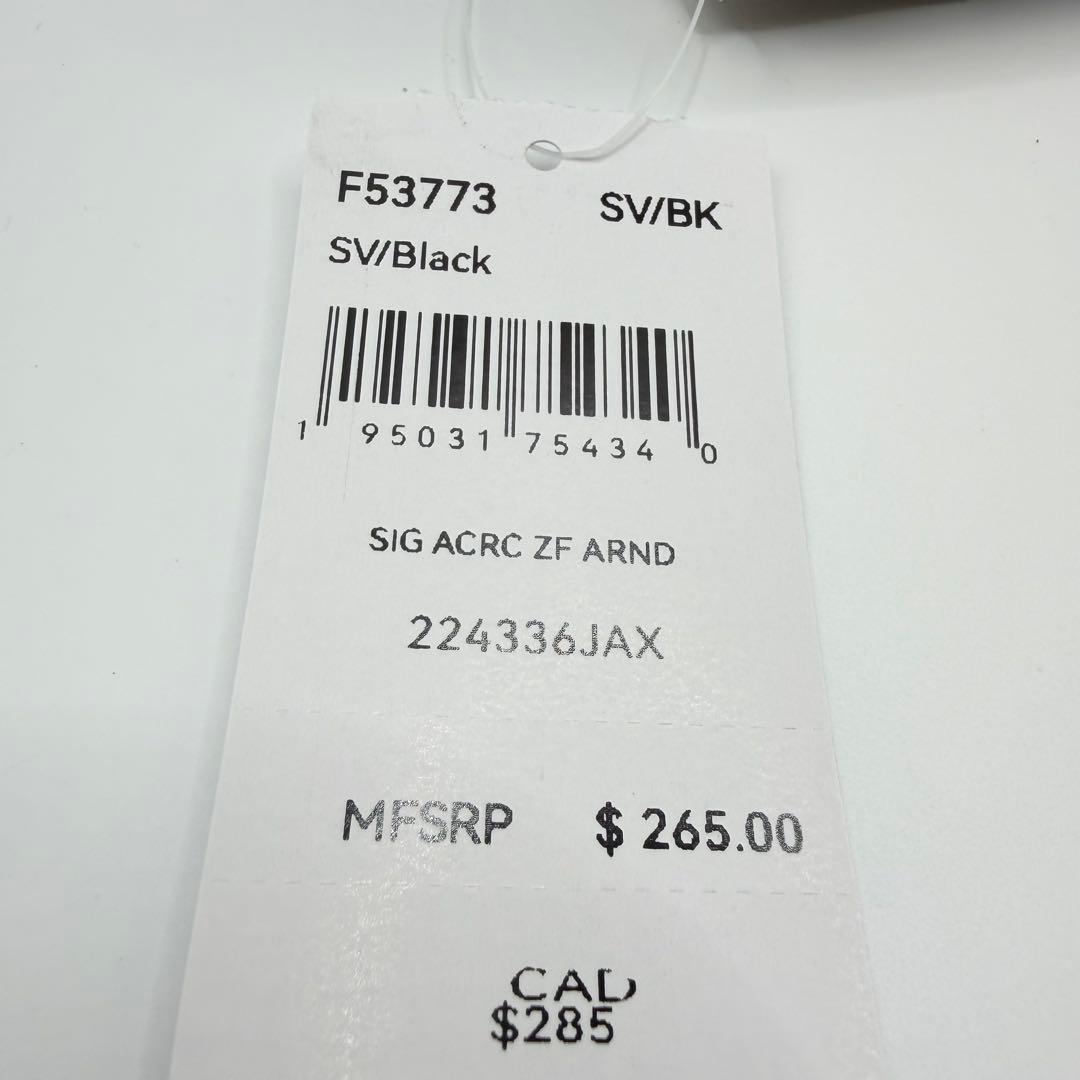 F53773 SV/BK
SV/Black
1 95031 75434 0
SIG ACRC ZF ARND
224336JAX
MFSRP $ 265.00
CAD
$285